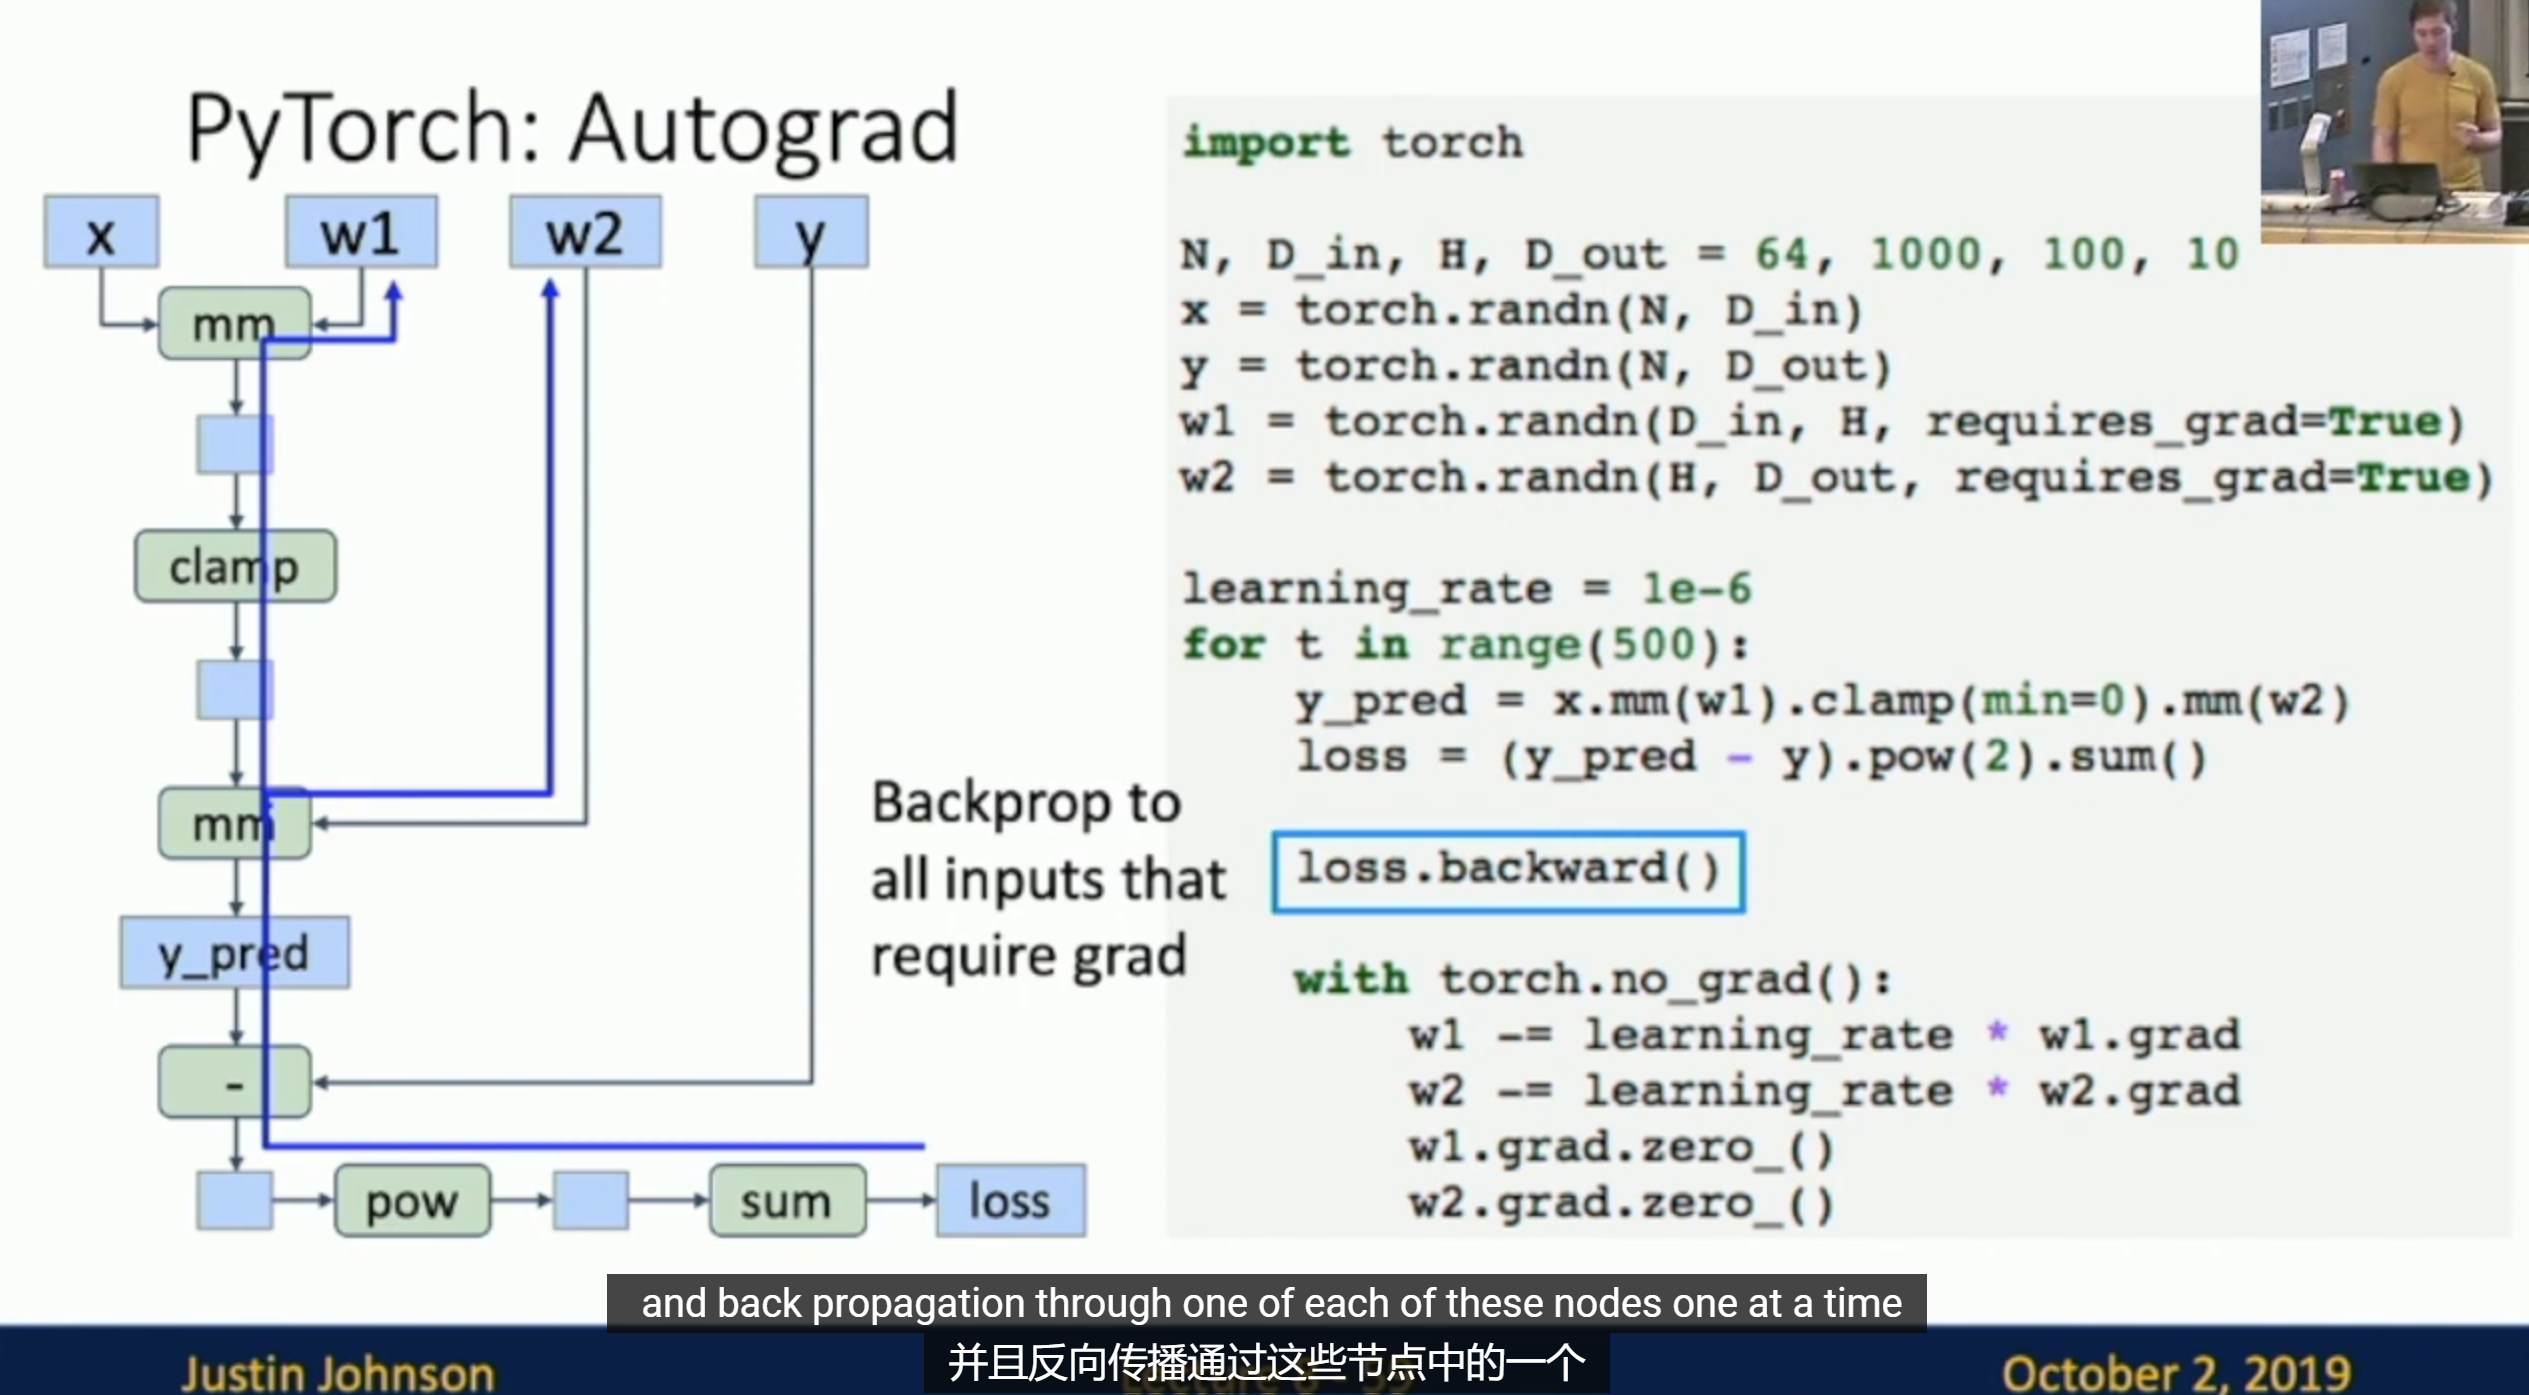 PyTorch: Autograd
x
w1
w2
y
mm
clamp
mm
y_pred
-
pow
sum
loss
Backprop to
all inputs that
require grad
import torch
N, D_in, H, D_out = 64, 1000, 100, 10
x = torch.randn(N, D_in)
y = torch.randn(N, D_out)
w1 = torch.randn(D_in, H, requires_grad=True)
w2 = torch.randn(H, D_out, requires_grad=True)
learning_rate = 1e-6
for t in range(500):
y_pred = x.mm(w1).clamp(min=0).mm(w2)
loss = (y_pred - y).pow(2).sum()
loss.backward()
with torch.no_grad():
w1 -= learning_rate * w1.grad
w2 -= learning_rate * w2.grad
w1.grad.zero_()
w2.grad.zero_()
and back propagation through one of each of these nodes one at a time
并且反向传播通过这些节点中的一个
Justin Johnson
October 2, 2019